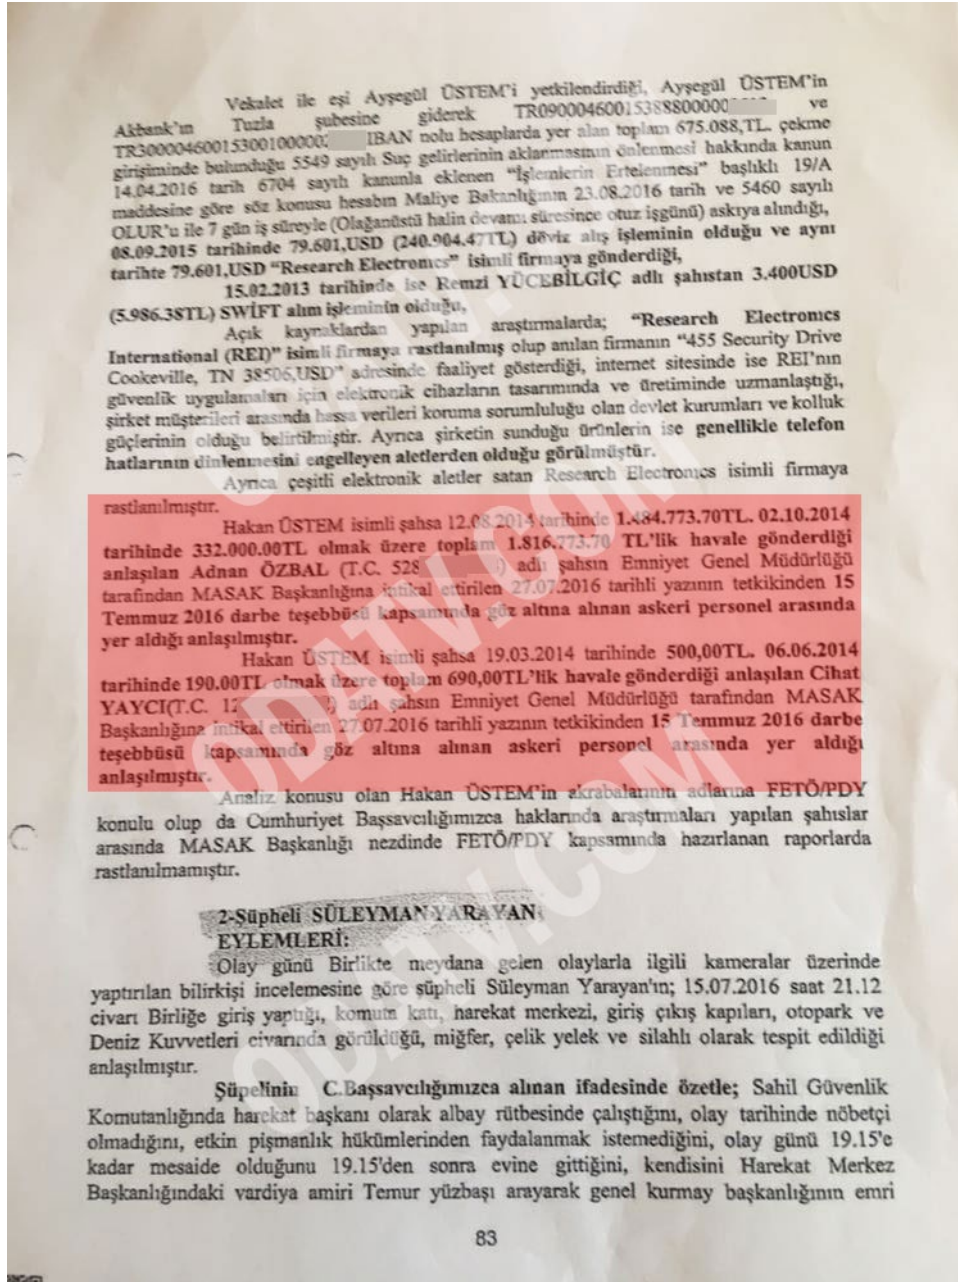 Vekalet ile eşi Ayşegül ÜSTEM'i yetkilendirdiği, Ayşegül ÜSTEM'in
Akbank'ın Tuzla şubesine giderek TR0900046001538880000 ve
TR300004600153001000002 IBAN nolu hesaplarda yer alan toplam 675.088,TL. çekme
girişiminde bulunduğu 5549 sayılı Suç gelirlerinin aklanmasının önlenmesi hakkında kanun
14.04.2016 tarih 6704 sayılı kanunla eklenen "İşlemlerin Ertelenmesi" başlıklı 19/A
maddesine göre söz konusu hesabın Maliye Bakanlığının 23.08.2016 tarih ve 5460 sayılı
OLUR'u ile 7 gün iş süreyle (Olağanüstü halin devamı süresince otuz işgünü) askıya alındığı,
08.09.2015 tarihinde 79.601,USD (240.904.47TL) döviz alış işleminin olduğu ve aynı
tarihte 79.601,USD "Research Electronıcs" isimli firmaya gönderdiği,
15.02.2013 tarihinde ise Remzi YÜCEBİLGİÇ adlı şahıstan 3.400USD
(5.986.38TL) SWİFT alım işleminin olduğu,
Açık kaynaklardan yapılan araştırmalarda; "Research Electronıcs
International (REI)" isimli firmaya rastlanılmış olup anılan firmanın "455 Security Drive
Cookeville, TN 38506,USD" adresinde faaliyet gösterdiği, internet sitesinde ise REI'nın
güvenlik uygulamaları için elektronik cihazların tasarımında ve üretiminde uzmanlaştığı,
şirket müşterileri arasında hassa verileri koruma sorumluluğu olan devlet kurumları ve kolluk
güçlerinin olduğu belirtilmiştir. Ayrıca şirketin sunduğu ürünlerin ise genellikle telefon
hatlarının dinlenmesini engelleyen aletlerden olduğu görülmüştür.
Ayrıca çeşitli elektronik aletler satan Research Electronıcs isimli firmaya
rastlanılmıştır.
Hakan ÜSTEM isimli şahsa 12.08.2014 tarihinde 1.484.773.70TL. 02.10.2014
tarihinde 332.000.00TL olmak üzere toplam 1.816.773.70 TL'lik havale gönderdiği
anlaşılan Adnan ÖZBAL (T.C. 528 ) adlı şahsın Emniyet Genel Müdürlüğü
tarafından MASAK Başkanlığına intikal ettirilen 27.07.2016 tarihli yazının tetkikinden 15
Temmuz 2016 darbe teşebbüsü kapsamında göz altına alınan askeri personel arasında
yer aldığı anlaşılmıştır.
Hakan ÜSTEM isimli şahsa 19.03.2014 tarihinde 500,00TL. 06.06.2014
tarihinde 190.00TL olmak üzere toplam 690,00TL'lik havale gönderdiği anlaşılan Cihat
YAYCI(T.C. 12 ) adlı şahsın Emniyet Genel Müdürlüğü tarafından MASAK
Başkanlığına intikal ettirilen 27.07.2016 tarihli yazının tetkikinden 15 Temmuz 2016 darbe
teşebbüsü kapsamında göz altına alınan askeri personel arasında yer aldığı
anlaşılmıştır.
Analiz konusu olan Hakan ÜSTEM'in akrabalarının adlarına FETÖ/PDY
konulu olup da Cumhuriyet Başsavcılığımızca haklarında araştırmaları yapılan şahıslar
arasında MASAK Başkanlığı nezdinde FETÖ/PDY kapsamında hazırlanan raporlarda
rastlanılmamıştır.
2-Şüpheli SÜLEYMAN YARAYAN
EYLEMLERİ:
Olay günü Birlikte meydana gelen olaylarla ilgili kameralar üzerinde
yaptırılan bilirkişi incelemesine göre şüpheli Süleyman Yarayan'ın; 15.07.2016 saat 21.12
civarı Birliğe giriş yaptığı, komuta katı, harekat merkezi, giriş çıkış kapıları, otopark ve
Deniz Kuvvetleri civarında görüldüğü, miğfer, çelik yelek ve silahlı olarak tespit edildiği
anlaşılmıştır.
Şüpelinin C.Başsavcılığımızca alınan ifadesinde özetle; Sahil Güvenlik
Komutanlığında harekat başkanı olarak albay rütbesinde çalıştığını, olay tarihinde nöbetçi
olmadığını, etkin pişmanlık hükümlerinden faydalanmak istemediğini, olay günü 19.15'e
kadar mesaide olduğunu 19.15'den sonra evine gittiğini, kendisini Harekat Merkez
Başkanlığındaki vardiya amiri Temur yüzbaşı arayarak genel kurmay başkanlığının emri
83
ODATV.COM
ODATV.COM